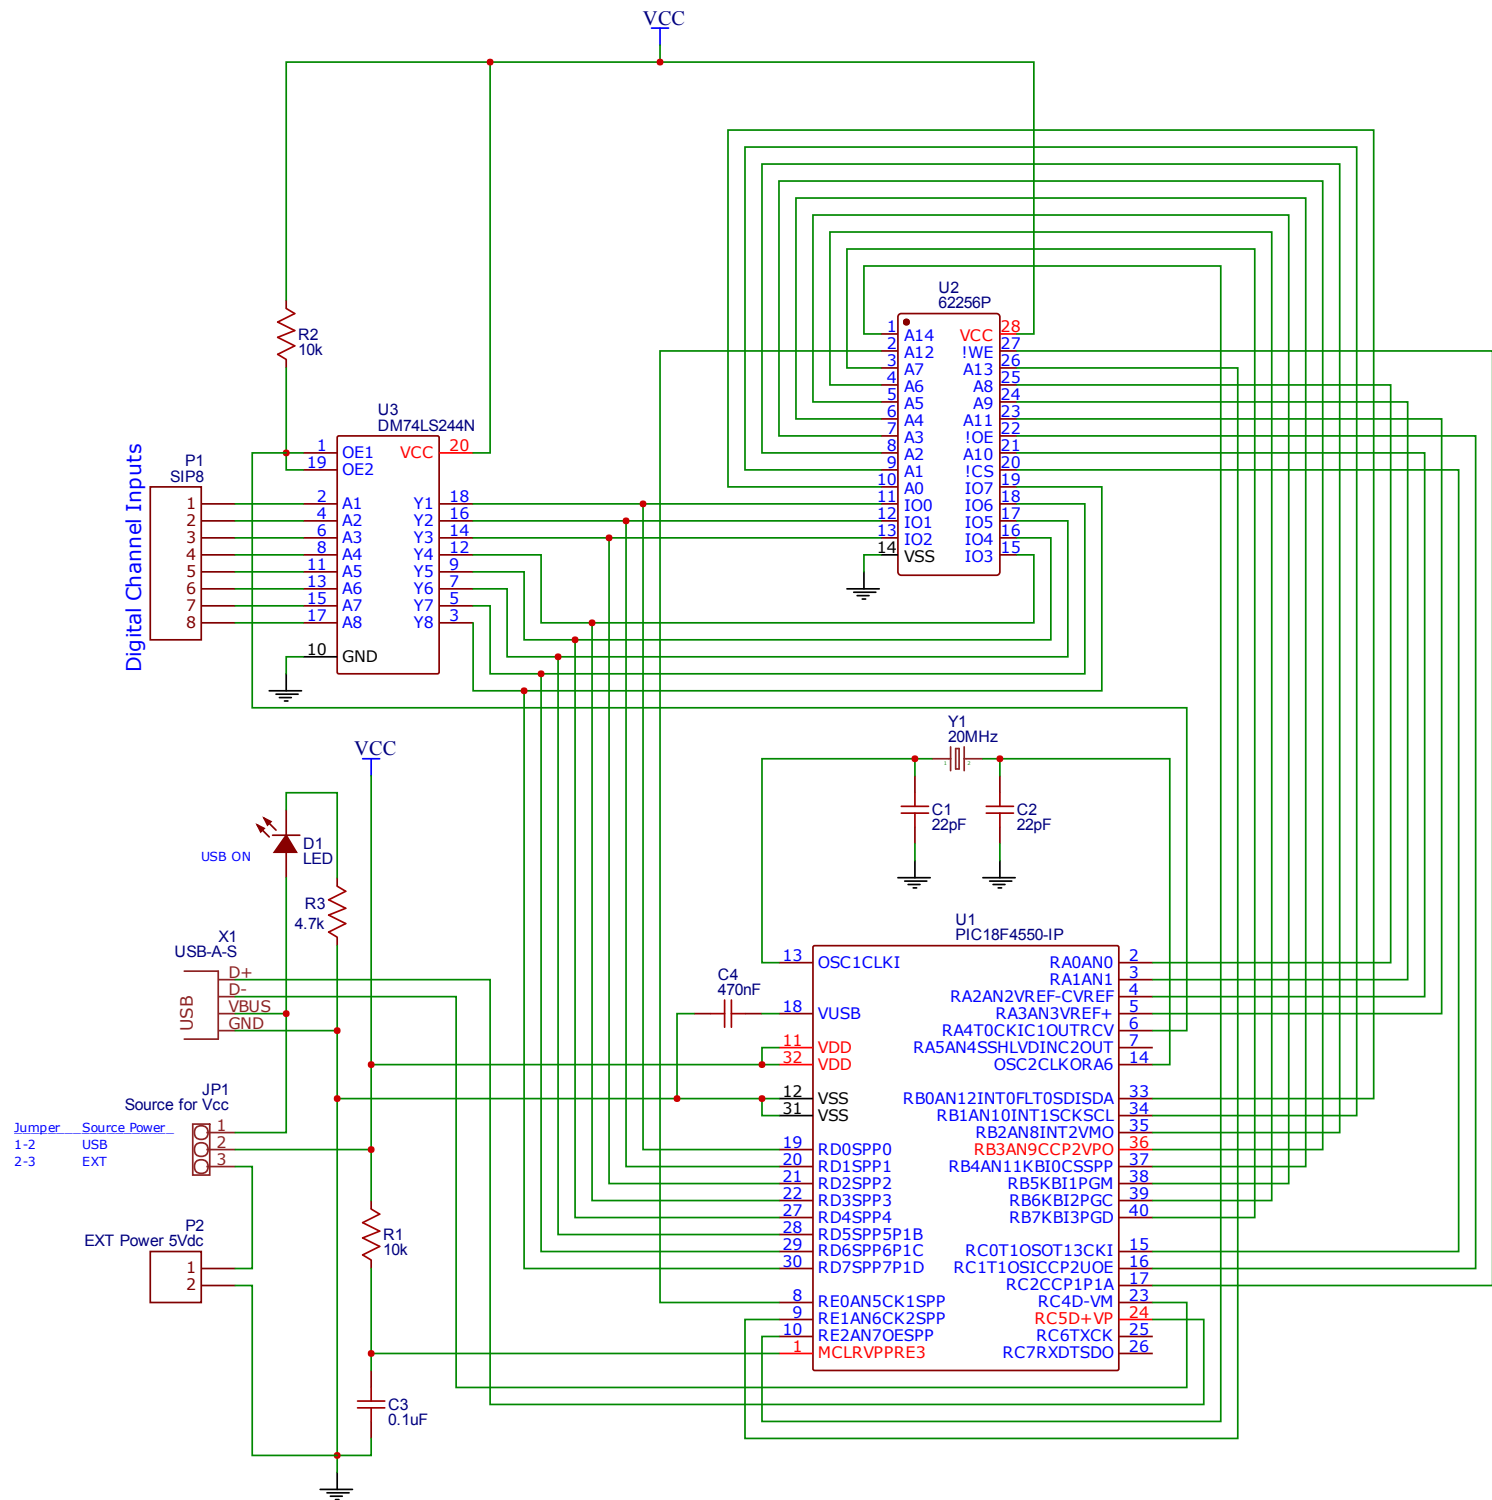 VCC
R2
10k
U2
62256P
1 A14 VCC 28
2 A12 !WE 27
3 A7 A13 26
4 A6 A8 25
5 A5 A9 24
6 A4 A11 23
7 A3 !OE 22
8 A2 A10 21
9 A1 !CS 20
10 A0 IO7 19
11 IO0 IO6 18
12 IO1 IO5 17
13 IO2 IO4 16
14 VSS IO3 15
U3
DM74LS244N
1 OE1 VCC 20
19 OE2
2 A1 Y1 18
4 A2 Y2 16
6 A3 Y3 14
8 A4 Y4 12
11 A5 Y5 9
13 A6 Y6 7
15 A7 Y7 5
17 A8 Y8 3
10 GND
Digital Channel Inputs
P1
SIP8
1
2
3
4
5
6
7
8
VCC
Y1
20MHz
1 2
C1
22pF
C2
22pF
D1
LED
USB ON
R3
4.7k
X1
USB-A-S
USB
D+
D-
VBUS
GND
C4
470nF
U1
PIC18F4550-IP
13 OSC1CLKI
18 VUSB
11 VDD
32 VDD
12 VSS
31 VSS
19 RD0SPP0
20 RD1SPP1
21 RD2SPP2
22 RD3SPP3
27 RD4SPP4
28 RD5SPP5P1B
29 RD6SPP6P1C
30 RD7SPP7P1D
8 RE0AN5CK1SPP
9 RE1AN6CK2SPP
10 RE2AN7OESPP
1 MCLRVPPRE3
RA0AN0 2
RA1AN1 3
RA2AN2VREF-CVREF 4
RA3AN3VREF+ 5
RA4T0CKIC1OUTRCV 6
RA5AN4SSHLVDINC2OUT 7
OSC2CLKORA6 14
RB0AN12INT0FLT0SDISDA 33
RB1AN10INT1SCKSCL 34
RB2AN8INT2VMO 35
RB3AN9CCP2VPO 36
RB4AN11KBI0CSSPP 37
RB5KBI1PGM 38
RB6KBI2PGC 39
RB7KBI3PGD 40
RC0T1OSOT13CKI 15
RC1T1OSICCP2UOE 16
RC2CCP1P1A 17
RC4D-VM 23
RC5D+VP 24
RC6TXCK 25
RC7RXDTSDO 26
JP1
Source for Vcc
1
2
3
Jumper Source Power
1-2 USB
2-3 EXT
P2
EXT Power 5Vdc
1
2
R1
10k
C3
0.1uF